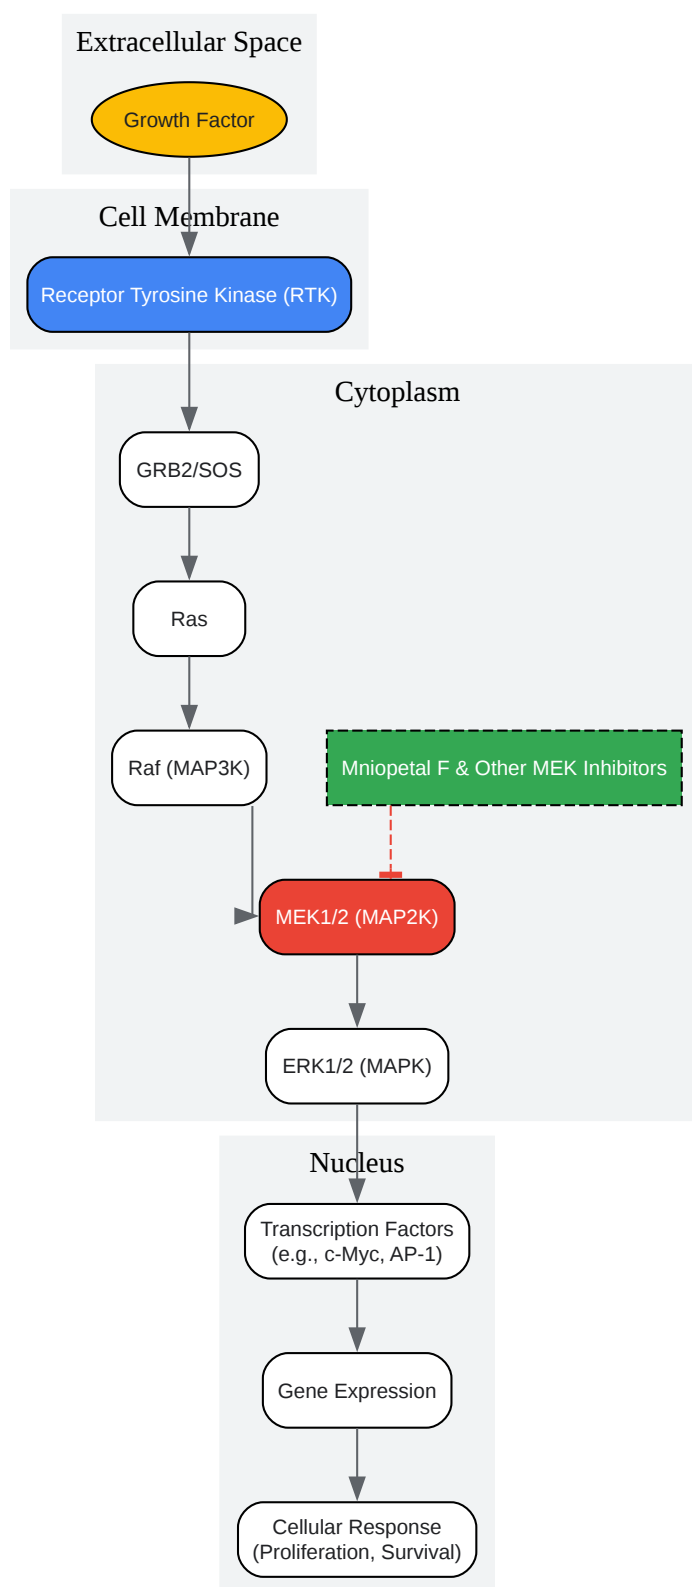 Extracellular Space
Growth Factor
Cell Membrane
Receptor Tyrosine Kinase (RTK)
Cytoplasm
GRB2/SOS
Ras
Raf (MAP3K)
Mniopetal F & Other MEK Inhibitors
MEK1/2 (MAP2K)
ERK1/2 (MAPK)
Nucleus
Transcription Factors
(e.g., c-Myc, AP-1)
Gene Expression
Cellular Response
(Proliferation, Survival)